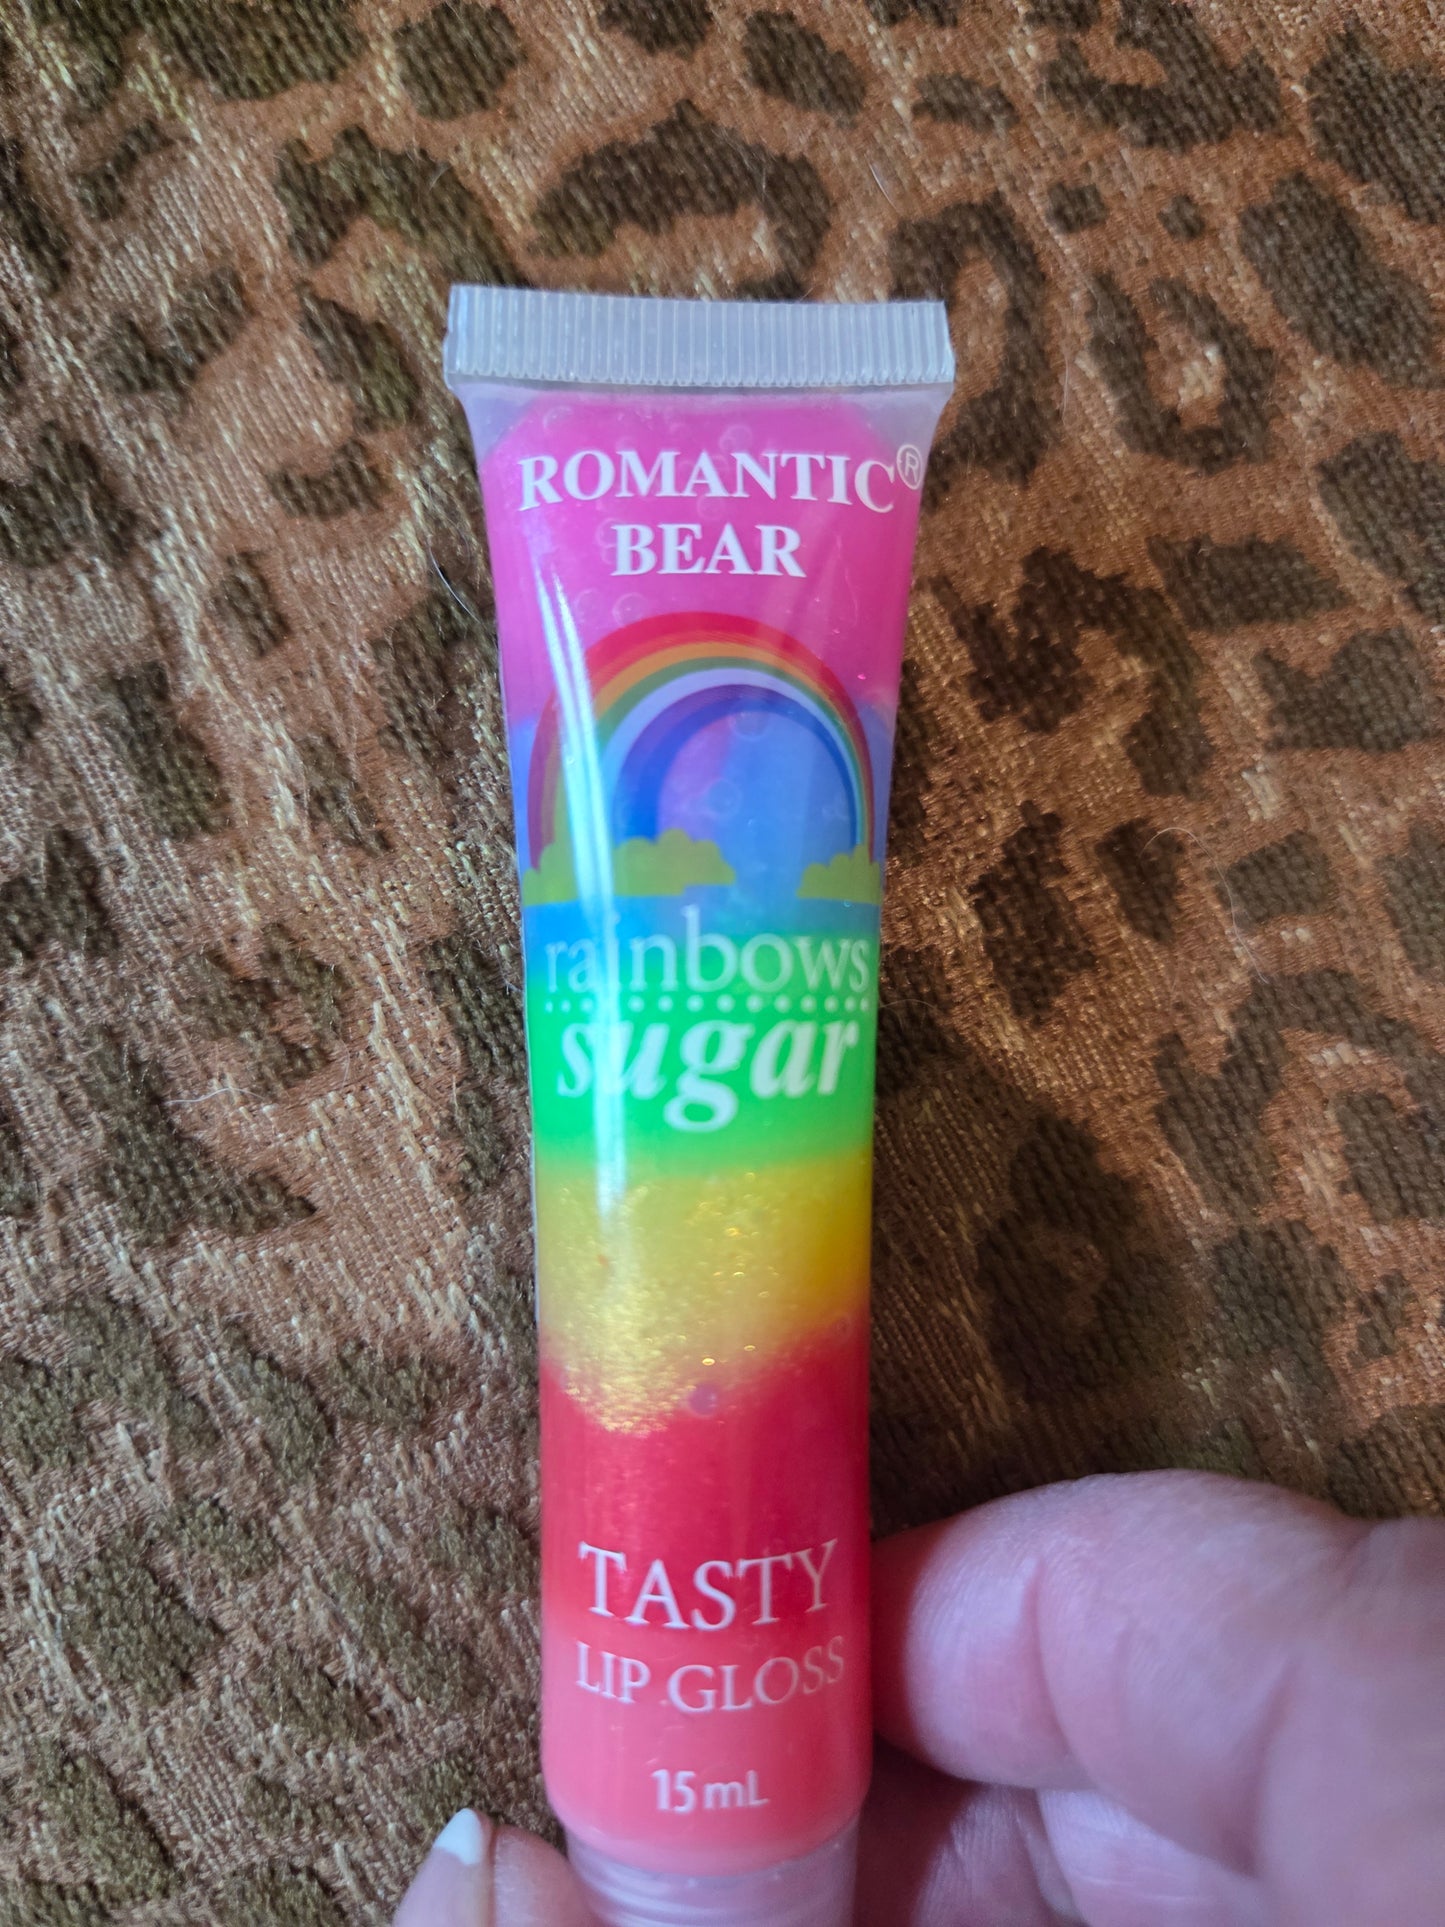 ROMANTIC®
BEAR
rainbows
sugar
TASTY
LIP GLOSS
15mL